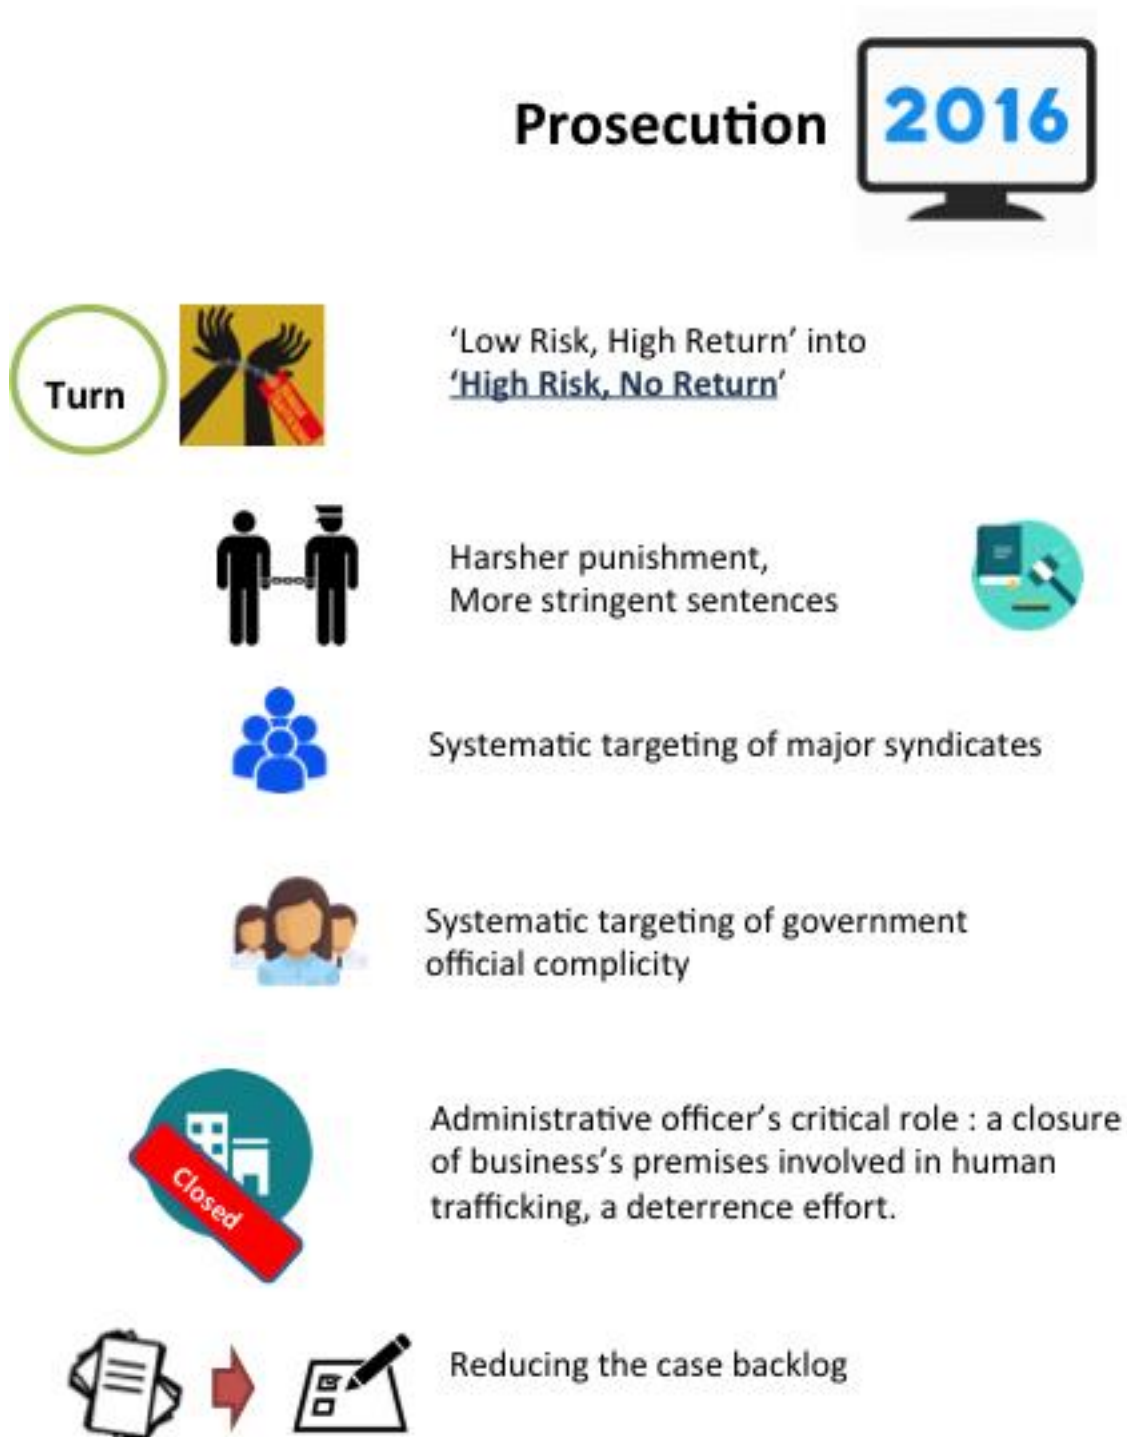 Prosecution
2016
Turn
‘Low Risk, High Return’ into
‘High Risk, No Return’
Harsher punishment,
More stringent sentences
Systematic targeting of major syndicates
Systematic targeting of government
official complicity
Closed
Administrative officer’s critical role : a closure
of business’s premises involved in human
trafficking, a deterrence effort.
Reducing the case backlog